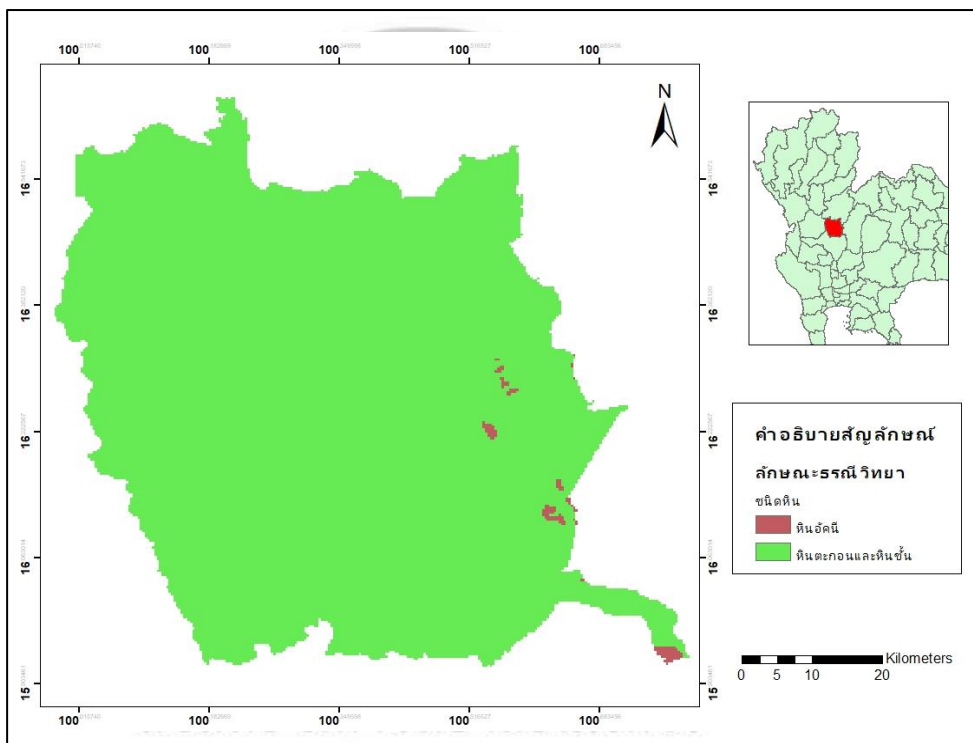 100 100 100 100 100
N
16 16
16 16
16 16
16 16
15 15
100 100 100 100 100
คำอธิบายสัญลักษณ์
ลักษณะธรณีวิทยา
ชนิดหิน
หินอัคนี
หินตะกอนและหินชั้น
Kilometers
0 5 10 20